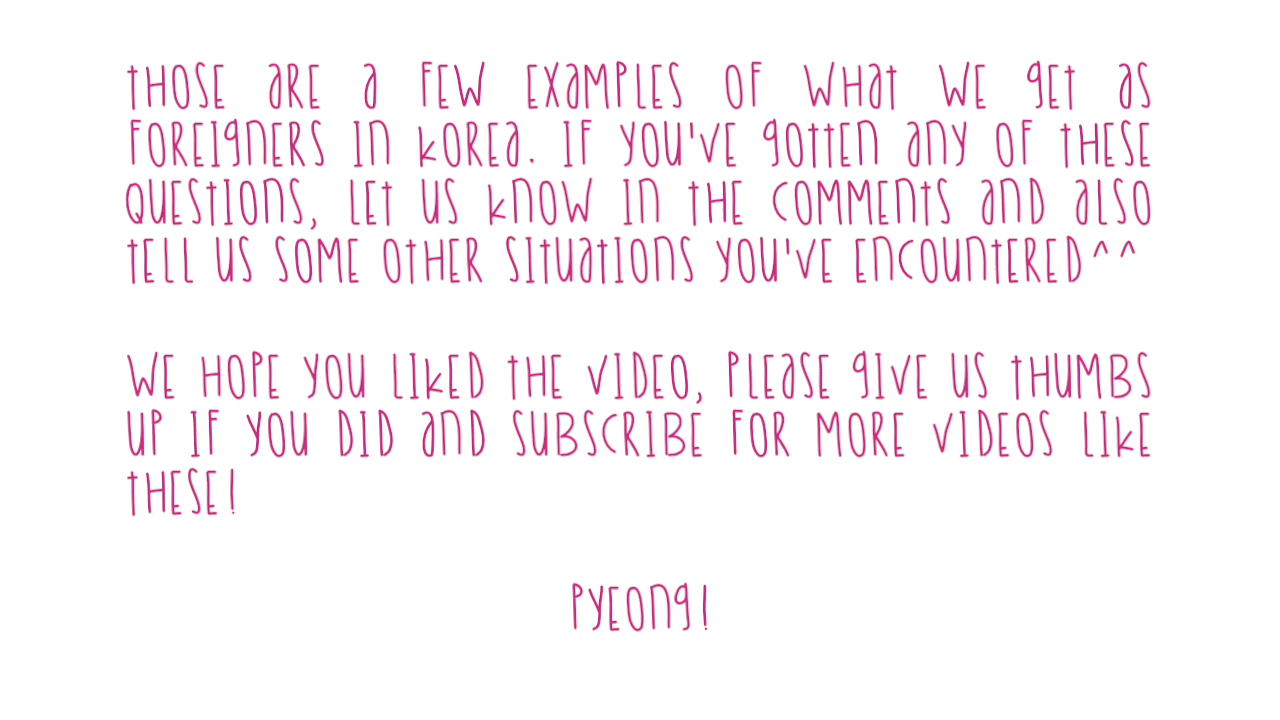 THOSE ARE A FEW EXAMPLES OF WHAT WE GET AS
FOREIGNERS IN KOREA. IF YOU'VE GOTTEN ANY OF THESE
QUESTIONS, LET US KNOW IN THE COMMENTS AND ALSO
TELL US SOME OTHER SITUATIONS YOU'VE ENCOUNTERED^^
WE HOPE YOU LIKED THE VIDEO, PLEASE GIVE US THUMBS
UP IF YOU DID AND SUBSCRIBE FOR MORE VIDEOS LIKE
THESE!
PYEONG!